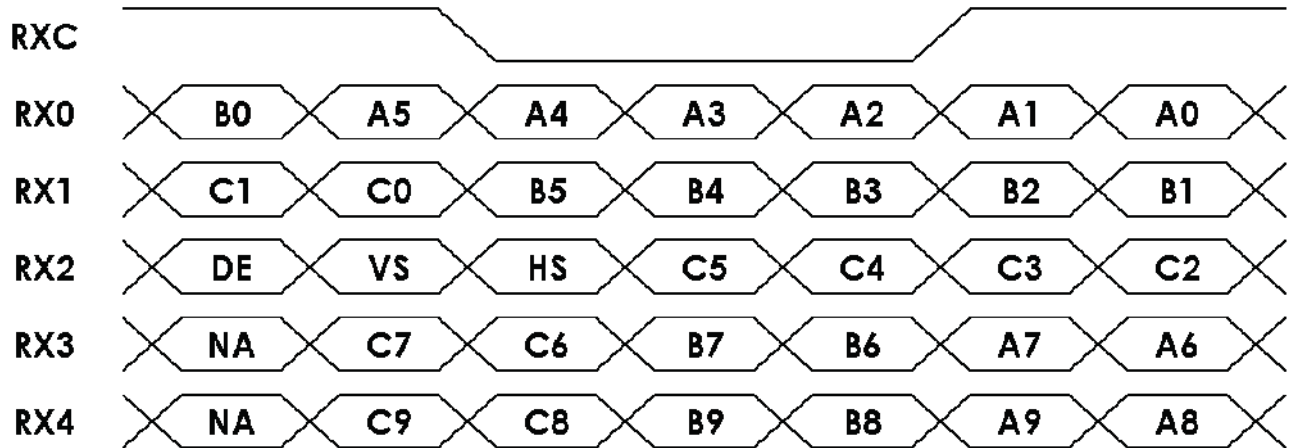 RXC
RX0 B0 A5 A4 A3 A2 A1 A0
RX1 C1 C0 B5 B4 B3 B2 B1
RX2 DE VS HS C5 C4 C3 C2
RX3 NA C7 C6 B7 B6 A7 A6
RX4 NA C9 C8 B9 B8 A9 A8